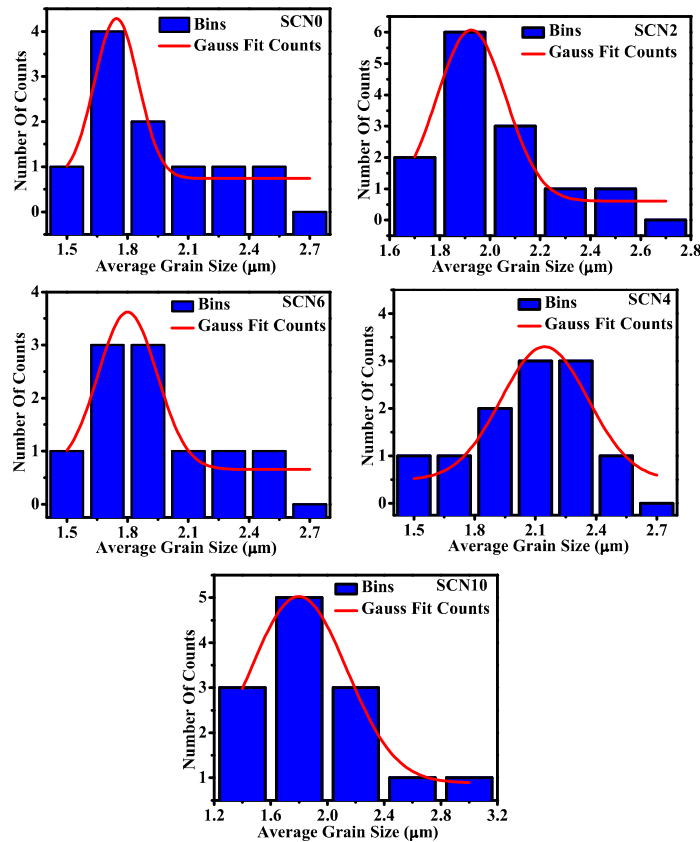 SCN0
Bins
Gauss Fit Counts
Number Of Counts
4
3
2
1
0
1.5 1.8 2.1 2.4 2.7
Average Grain Size (μm)
SCN2
Bins
Gauss Fit Counts
Number Of Counts
6
5
3
2
0
1.6 1.8 2.0 2.2 2.4 2.6 2.8
Average Grain Size (μm)
SCN6
Bins
Gauss Fit Counts
Number Of Counts
4
3
2
1
0
1.5 1.8 2.1 2.4 2.7
Average Grain Size (μm)
SCN4
Bins
Gauss Fit Counts
Number Of Counts
4
3
1
0
1.5 1.8 2.1 2.4 2.7
Average Grain Size (μm)
SCN10
Bins
Gauss Fit Counts
Number Of Counts
5
4
3
2
1
1.2 1.6 2.0 2.4 2.8 3.2
Average Grain Size (μm)